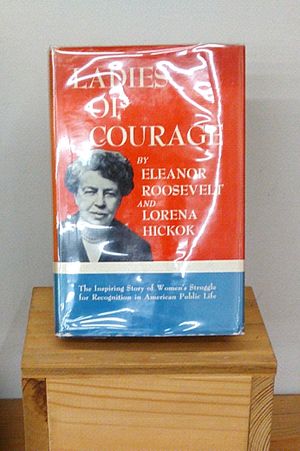 LADIES
OF
COURAGE
BY
ELEANOR
ROOSEVELT
AND
LORENA
HICKOK
The Inspiring Story of Women's Struggle
for Recognition in American Public Life